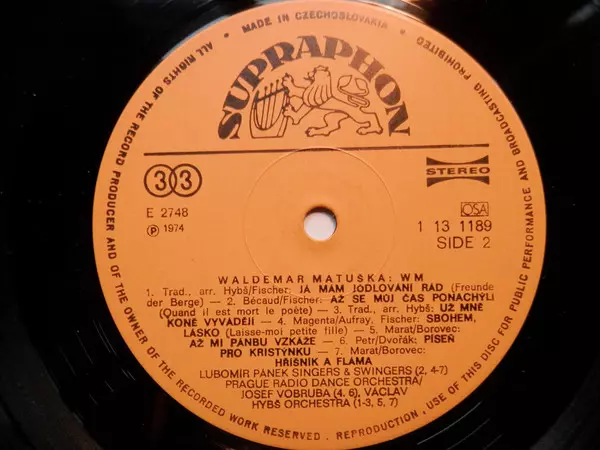 MADE IN CZECHOSLOVAKIA
ALL RIGHTS OF THE RECORD PRODUCER AND OF THE OWNER OF THE RECORDED WORK RESERVED. REPRODUCTION, USE OF THIS DISC FOR PUBLIC PERFORMANCE AND BROADCASTING PROHIBITED
SUPRAPHON
33
STEREO
E 2748
OSA
℗ 1974
1 13 1189
SIDE 2
WALDEMAR MATUŠKA: WM
1. Trad., arr. Hybš/Fischer: JÁ MÁM JÓDLOVÁNÍ RÁD (Freunde
der Berge) — 2. Bécaud/Fischer: AŽ SE MŮJ ČAS PONACHÝLÍ
(Quand il est mort le poète) — 3. Trad., arr. Hybš: UŽ MNĚ
KONĚ VYVÁDĚJÍ — 4. Magenta/Aufray, Fischer: SBOHEM,
LÁSKO (Laisse-moi petite fille) — 5. Marat/Borovec:
AŽ MI PÁNBU VZKÁŽE — 6. Petr/Dvořák: PÍSEŇ
PRO KRISTÝNKU — 7. Marat/Borovec:
HŘÍŠNÍK A FLÁMA
LUBOMÍR PÁNEK SINGERS & SWINGERS (2, 4-7)
PRAGUE RADIO DANCE ORCHESTRA/
JOSEF VOBRUBA (4, 6), VÁCLAV
HYBŠ ORCHESTRA (1-3, 5, 7)